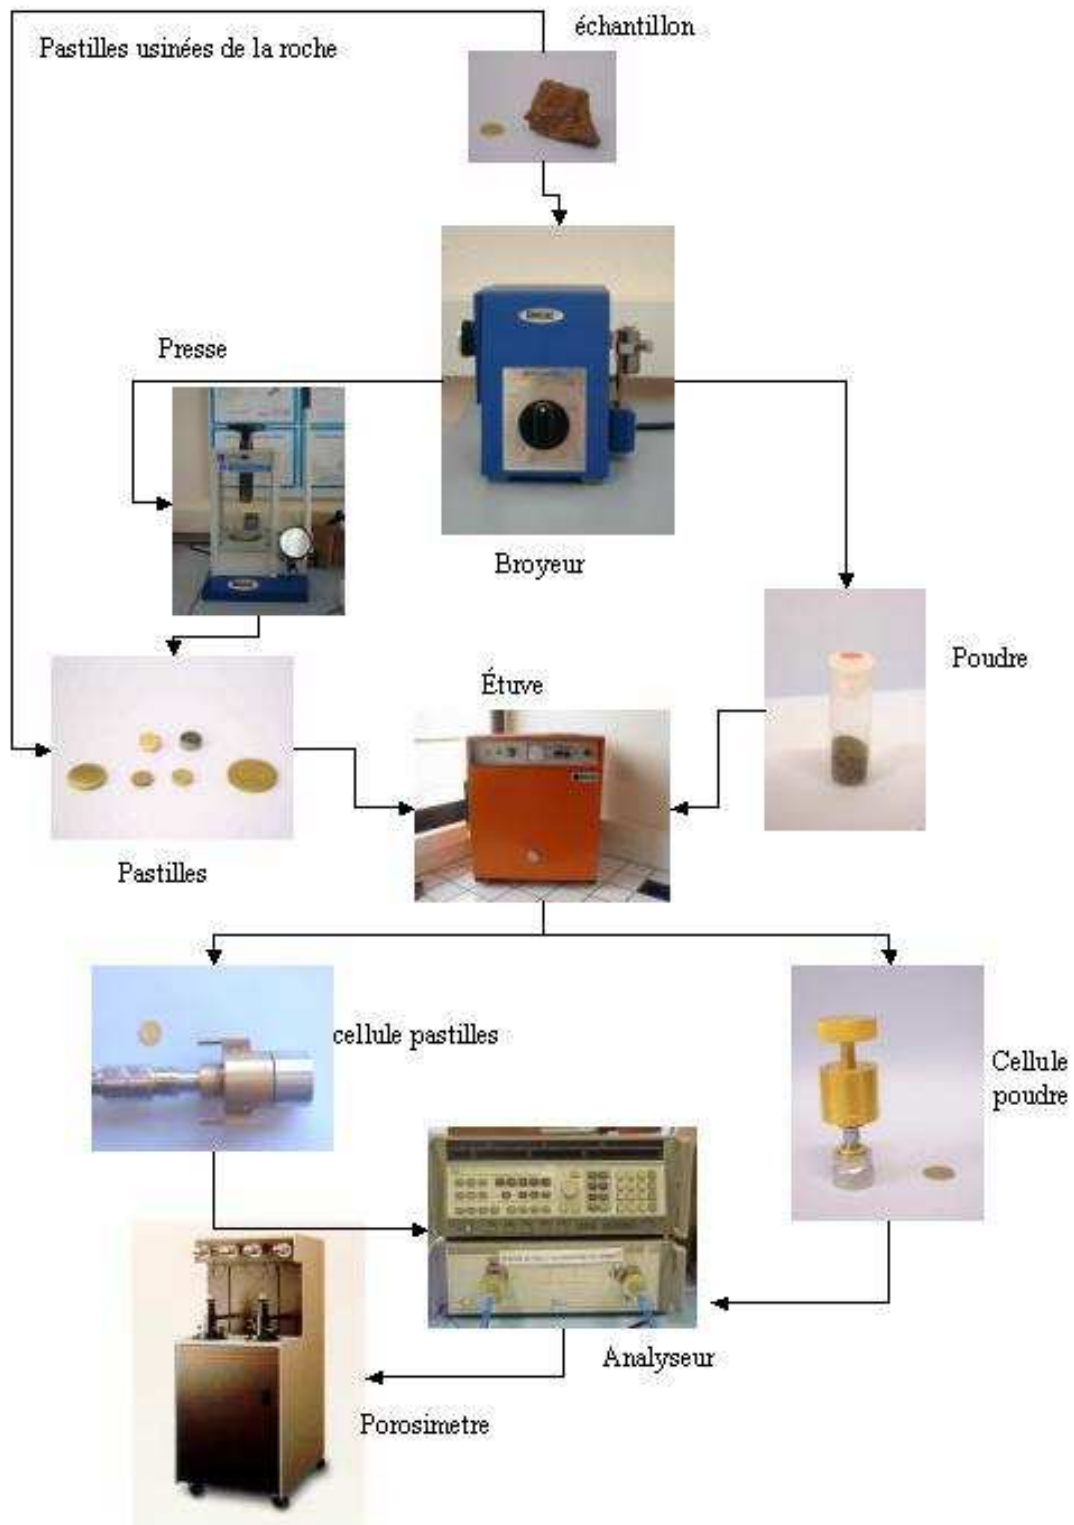 échantillon
Pastilles usinées de la roche
Presse
Broyeur
Poudre
Étuve
Pastilles
cellule pastilles
Cellule
poudre
Analyseur
Porosimetre